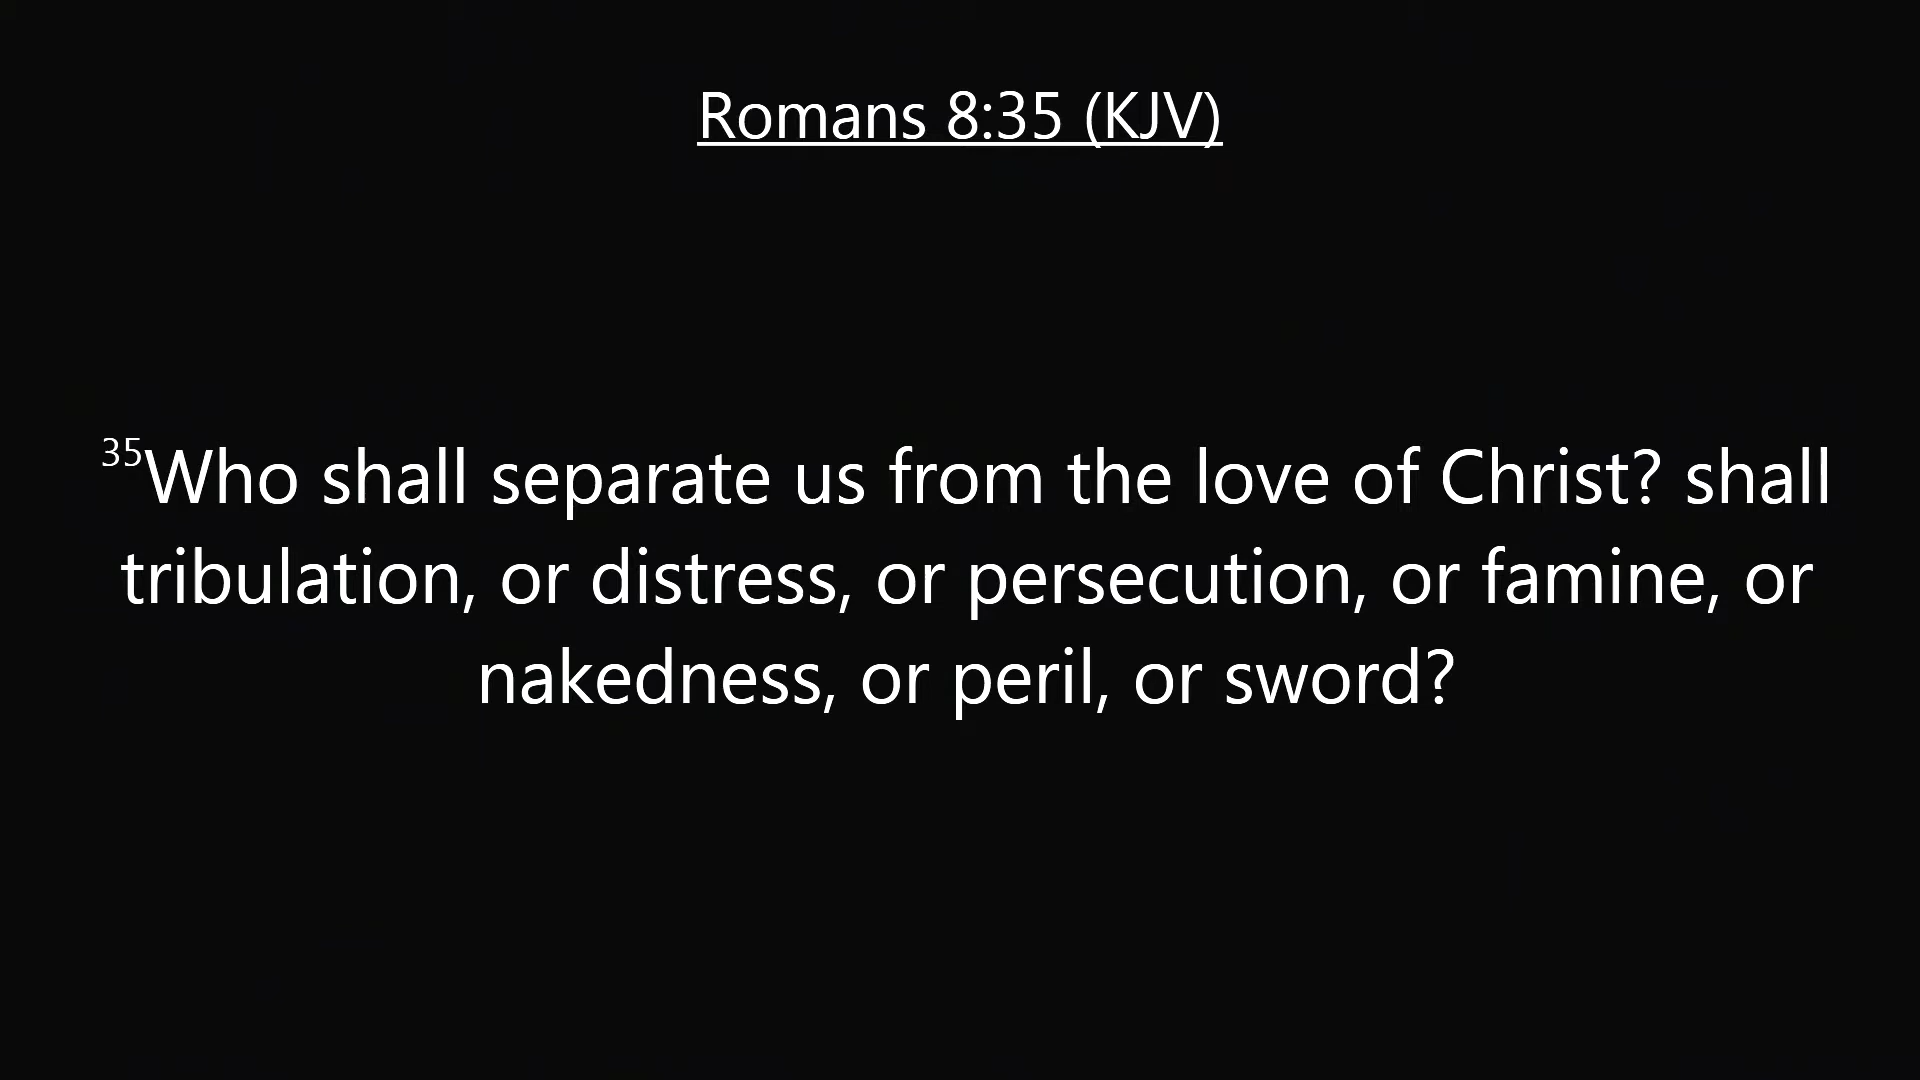 Romans 8:35 (KJV)
35Who shall separate us from the love of Christ? shall
tribulation, or distress, or persecution, or famine, or
nakedness, or peril, or sword?